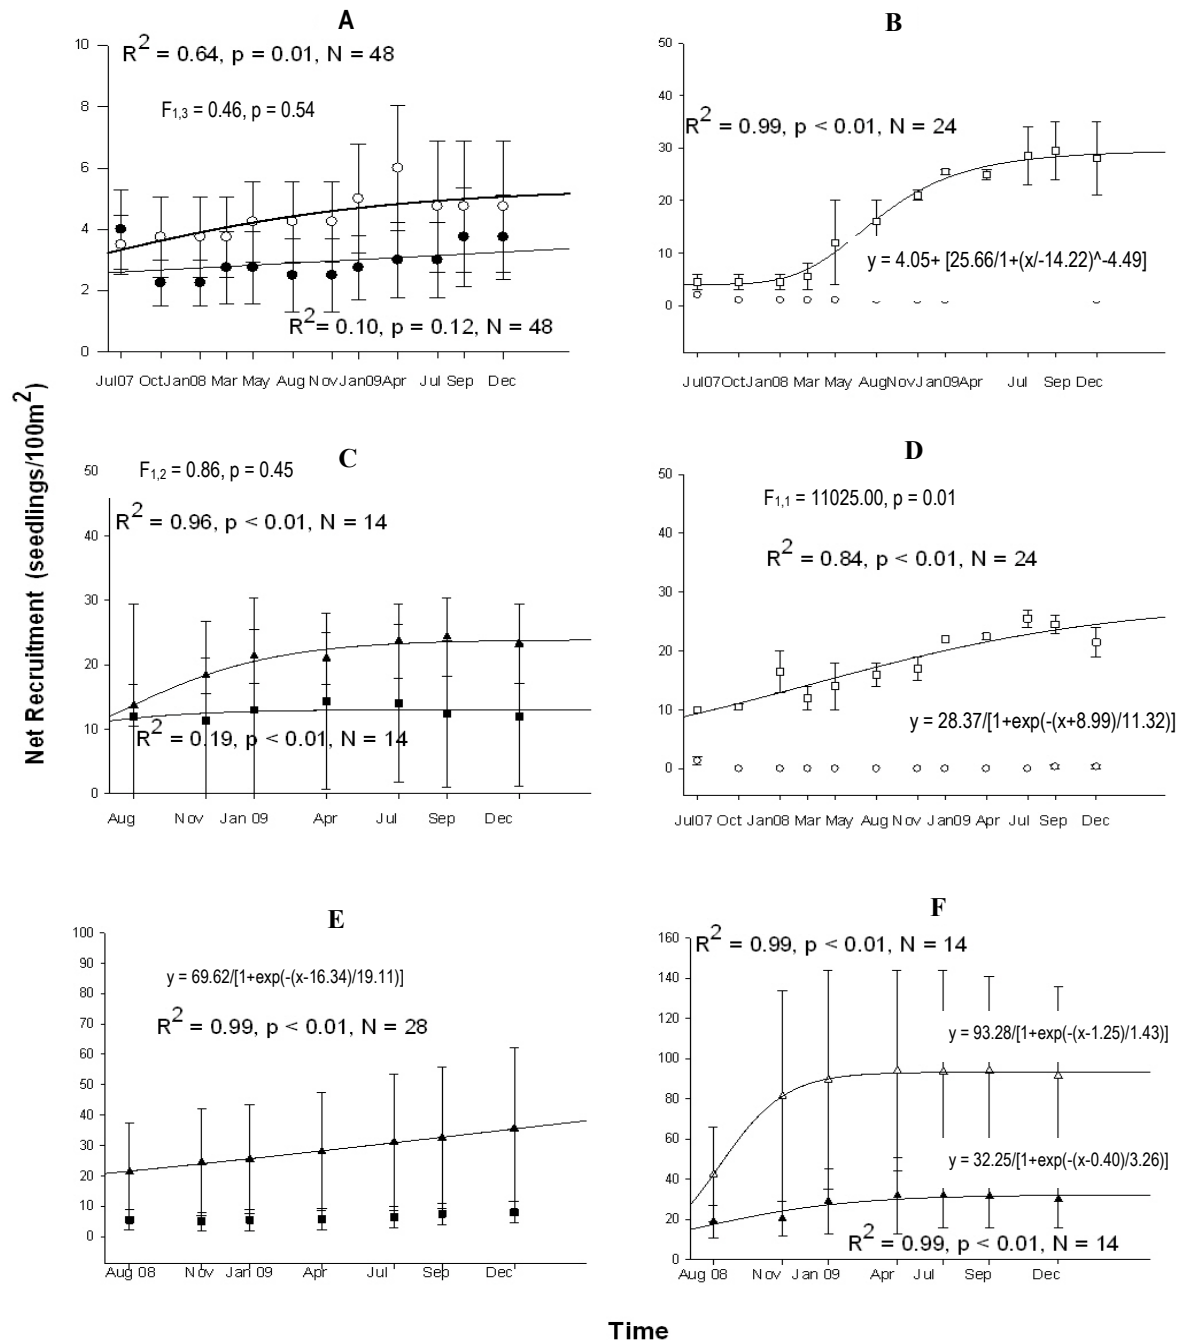 A
R2 = 0.64, p = 0.01, N = 48
F1,3 = 0.46, p = 0.54
10
8
6
4
2
0
R2= 0.10, p = 0.12, N = 48
Jul07 Oct Jan08 Mar May Aug Nov Jan09 Apr Jul Sep Dec
B
50
40
30
20
10
0
R2 = 0.99, p < 0.01, N = 24
y = 4.05+ [25.66/1+(x/-14.22)^-4.49]
Jul07 Oct Jan08 Mar May Aug Nov Jan09 Apr Jul Sep Dec
Net Recruitment (seedlings/100m2)
C
F1,2 = 0.86, p = 0.45
R2 = 0.96, p < 0.01, N = 14
50
40
30
20
10
0
R2 = 0.19, p < 0.01, N = 14
Aug Nov Jan 09 Apr Jul Sep Dec
D
F1,1 = 11025.00, p = 0.01
R2 = 0.84, p < 0.01, N = 24
50
40
30
20
10
0
y = 28.37/[1+exp(-(x+8.99)/11.32)]
Jul07 Oct Jan08 Mar May Aug Nov Jan09 Apr Jul Sep Dec
E
100
90
80
70
60
50
40
30
20
10
0
y = 69.62/[1+exp(-(x-16.34)/19.11)]
R2 = 0.99, p < 0.01, N = 28
Aug 08 Nov Jan 09 Apr Jul Sep Dec
F
R2 = 0.99, p < 0.01, N = 14
160
140
120
100
80
60
40
20
0
y = 93.28/[1+exp(-(x-1.25)/1.43)]
y = 32.25/[1+exp(-(x-0.40)/3.26)]
R2 = 0.99, p < 0.01, N = 14
Aug 08 Nov Jan 09 Apr Jul Sep Dec
Time